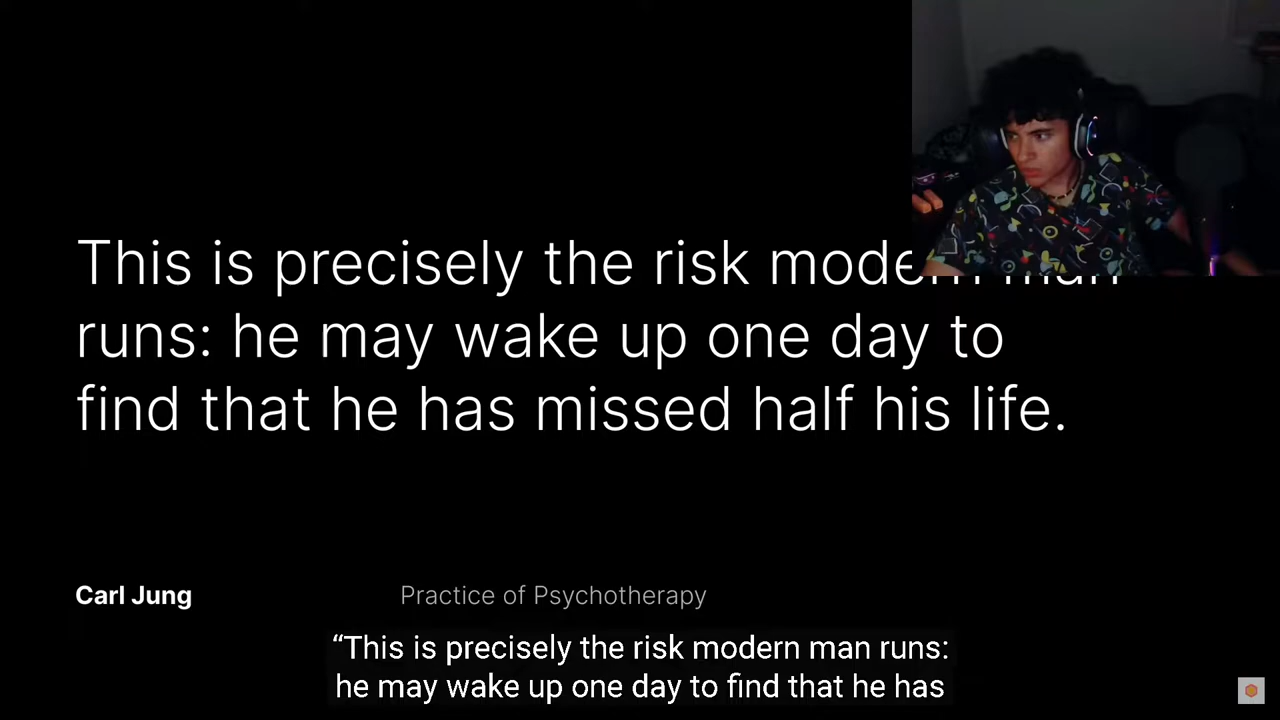 This is precisely the risk modern man
runs: he may wake up one day to
find that he has missed half his life.
Carl Jung
Practice of Psychotherapy
“This is precisely the risk modern man runs:
he may wake up one day to find that he has